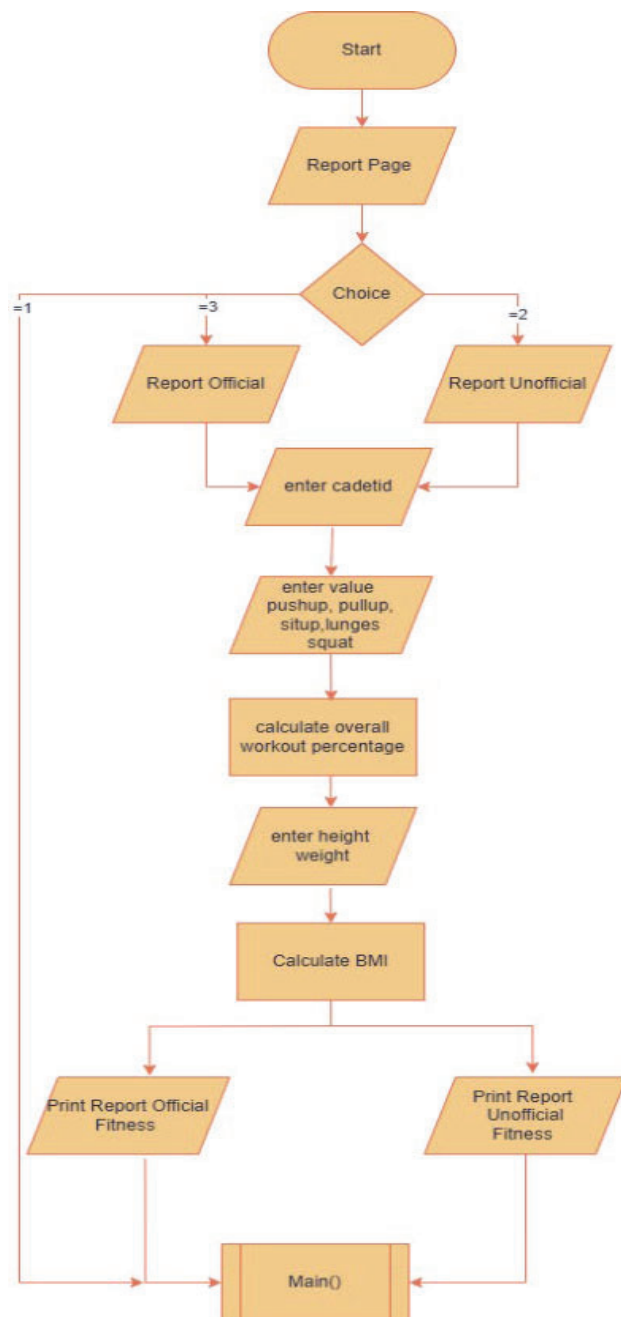 Start
Report Page
Choice
=1
=3
=2
Report Official
Report Unofficial
enter cadetid
enter value
pushup, pullup,
situp,lunges
squat
calculate overall
workout percentage
enter height
weight
Calculate BMI
Print Report Official
Fitness
Print Report
Unofficial
Fitness
Main()